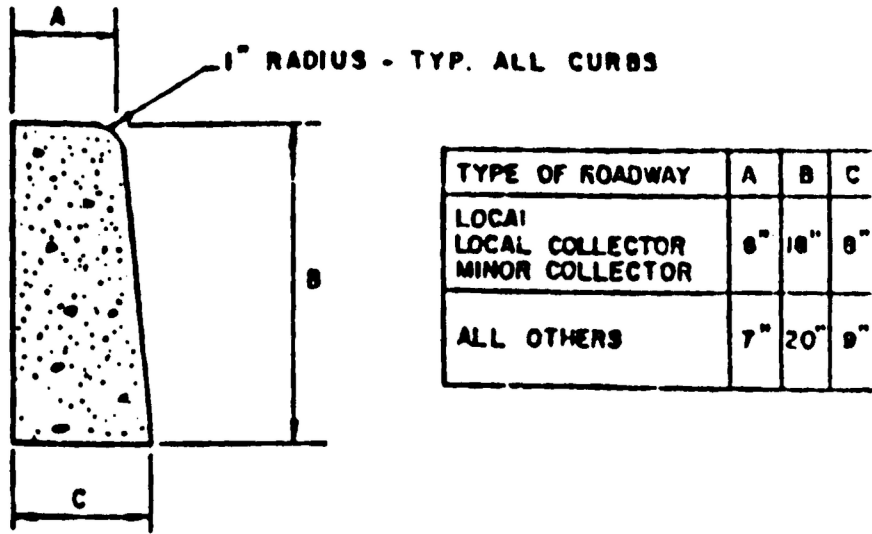 A
1" RADIUS - TYP. ALL CURBS
B
C
TYPE OF ROADWAY A B C
LOCAL
LOCAL COLLECTOR
MINOR COLLECTOR
6" 18" 8"
ALL OTHERS 7" 20" 9"